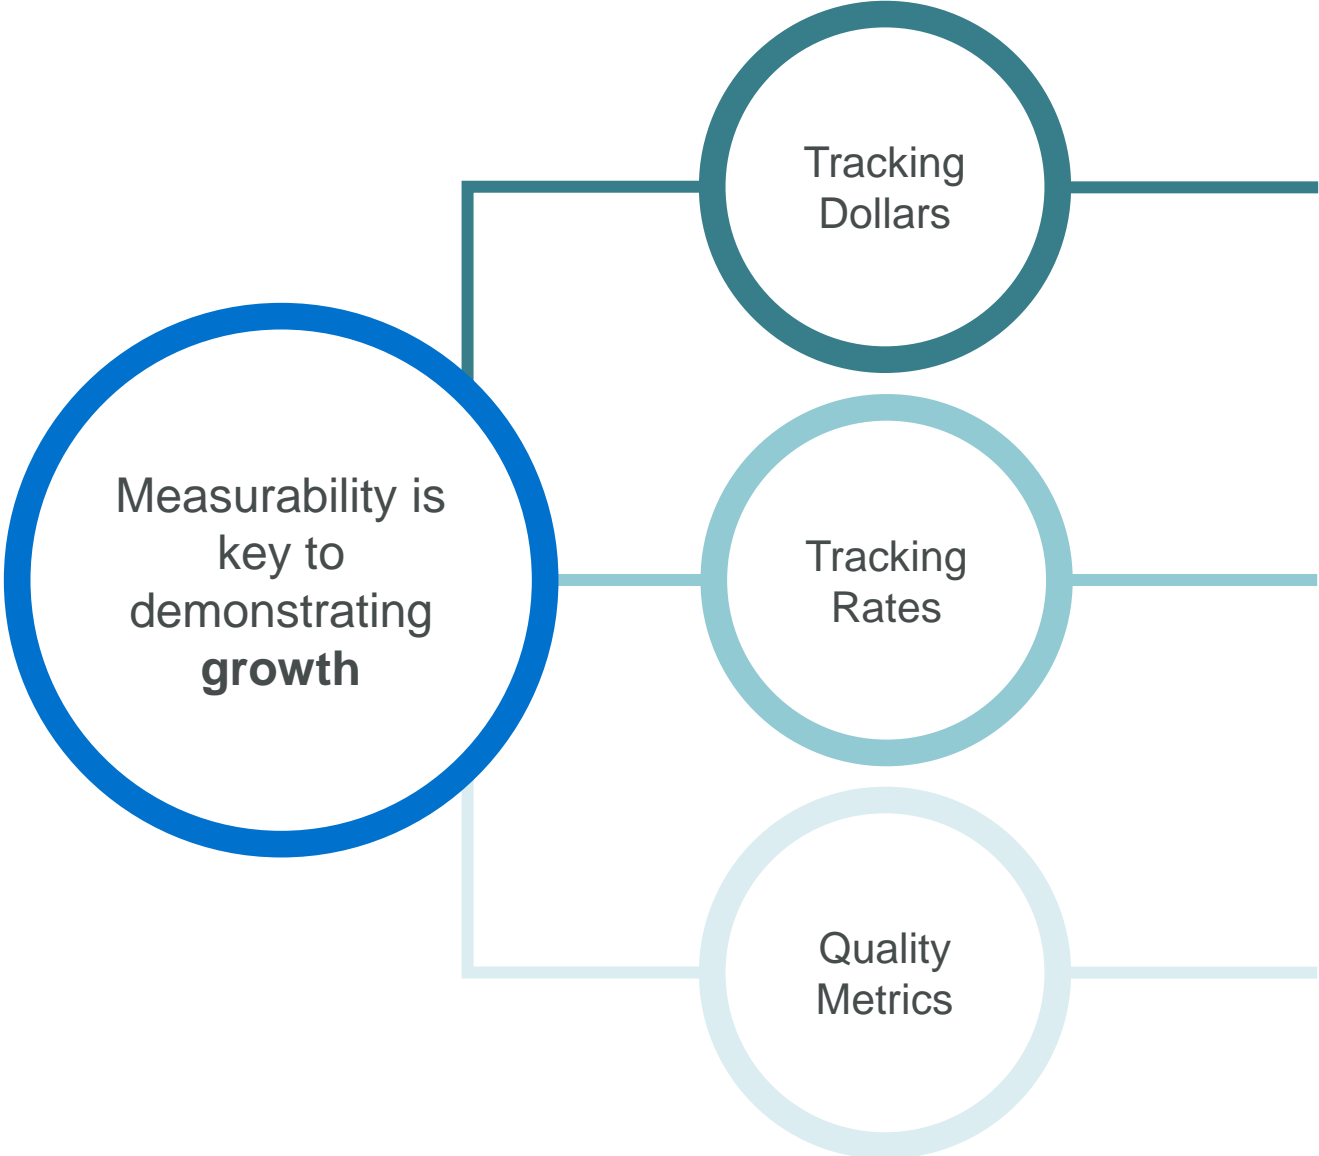 Tracking
Dollars
Measurability is
key to
demonstrating
growth
Tracking
Rates
Quality
Metrics